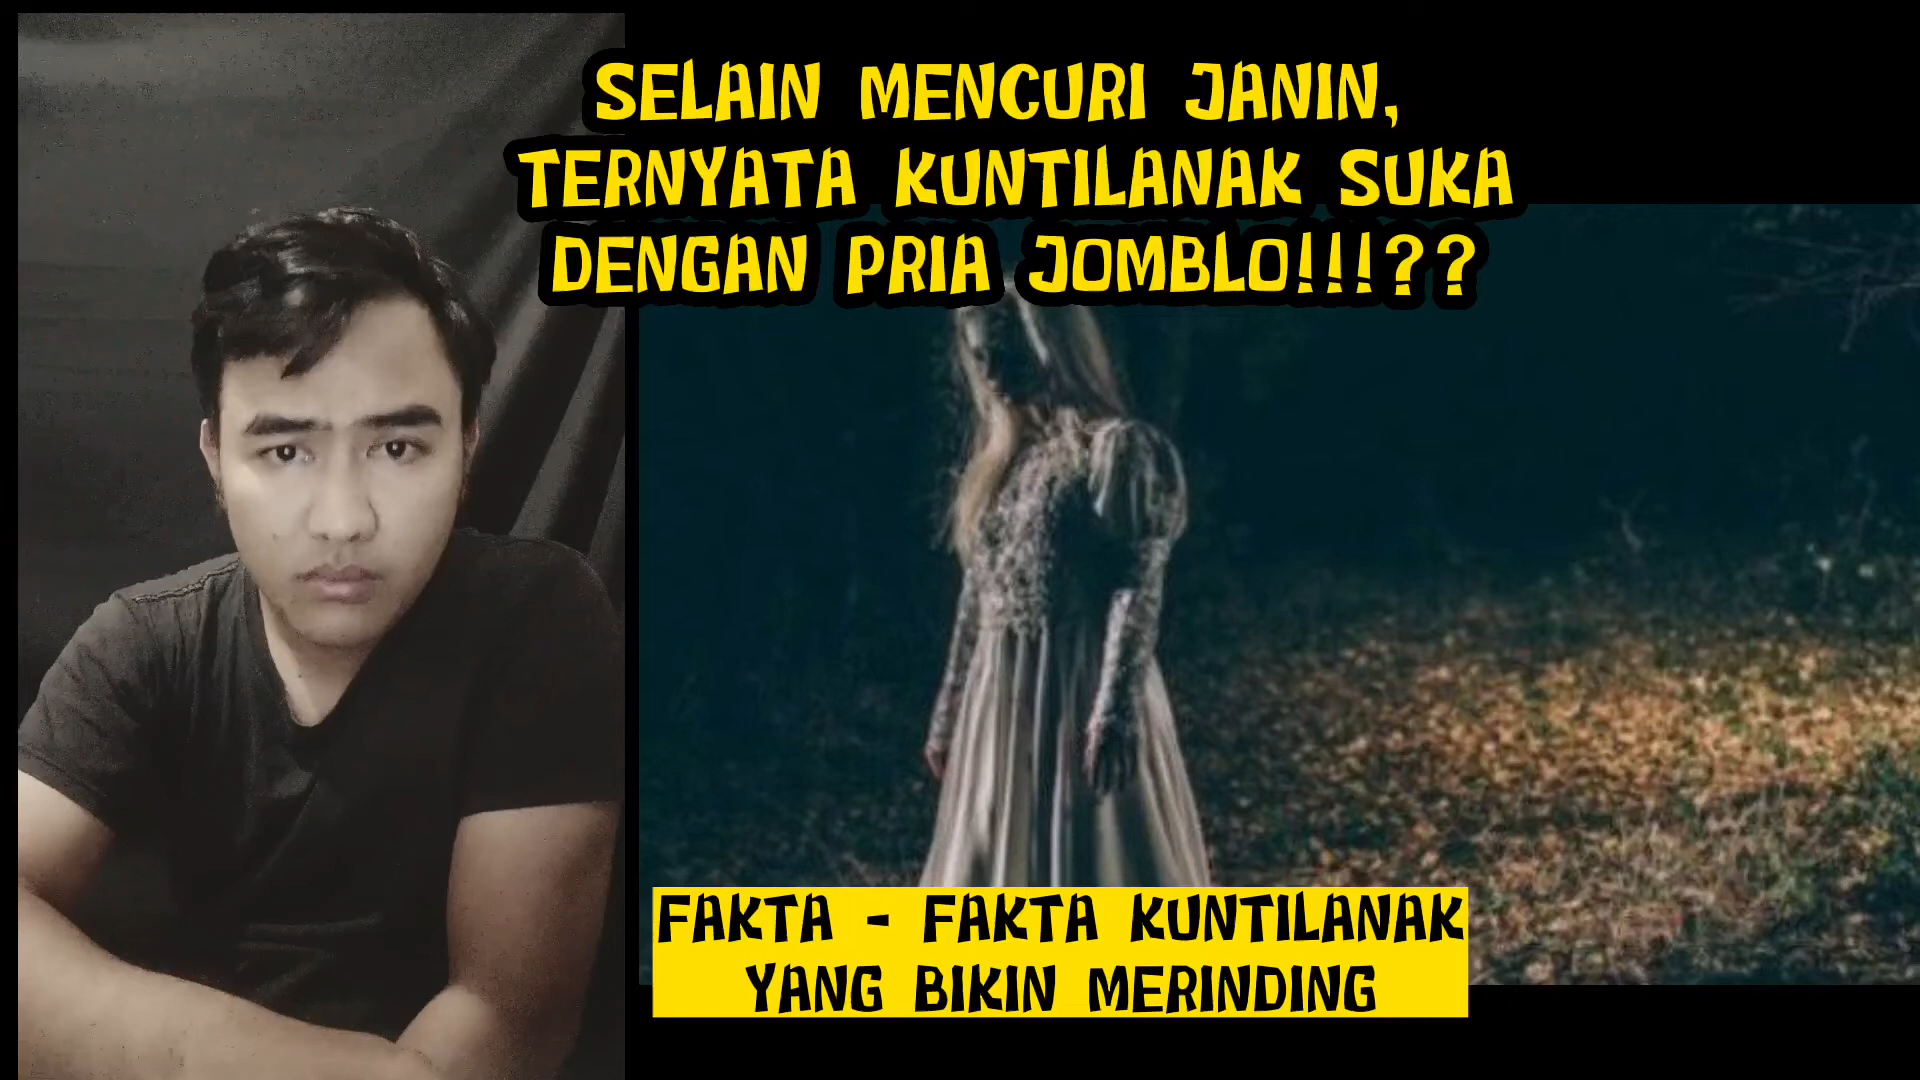 SELAIN MENCURI JANIN,
TERNYATA KUNTILANAK SUKA
DENGAN PRIA JOMBLO!!!??
FAKTA - FAKTA KUNTILANAK
YANG BIKIN MERINDING